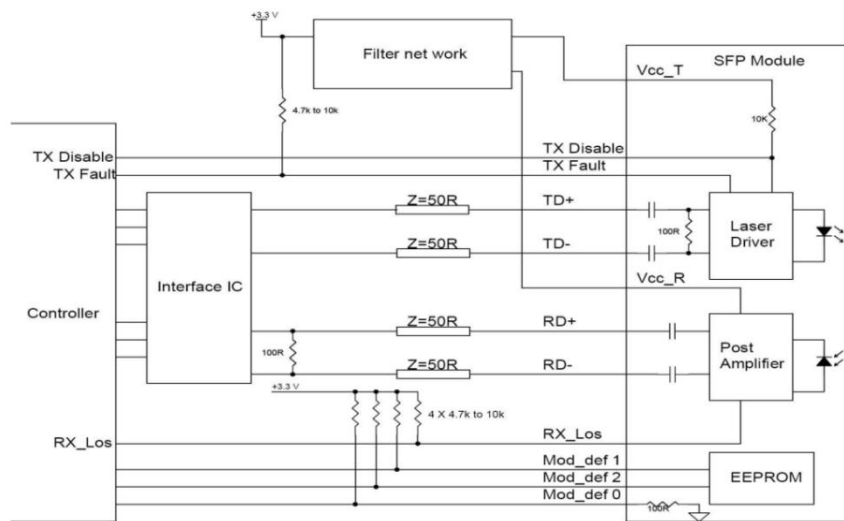 +3.3 V
Filter net work
SFP Module
Vcc_T
4.7k to 10k
10K
TX Disable
TX Disable
TX Fault
TX Fault
Z=50R
TD+
Laser
Driver
100R
Z=50R
TD-
Vcc_R
Interface IC
Controller
Z=50R
RD+
Post
Amplifier
100R
Z=50R
RD-
+3.3 V
4 X 4.7k to 10k
RX_Los
RX_Los
Mod_def 1
EEPROM
Mod_def 2
Mod_def 0
100R